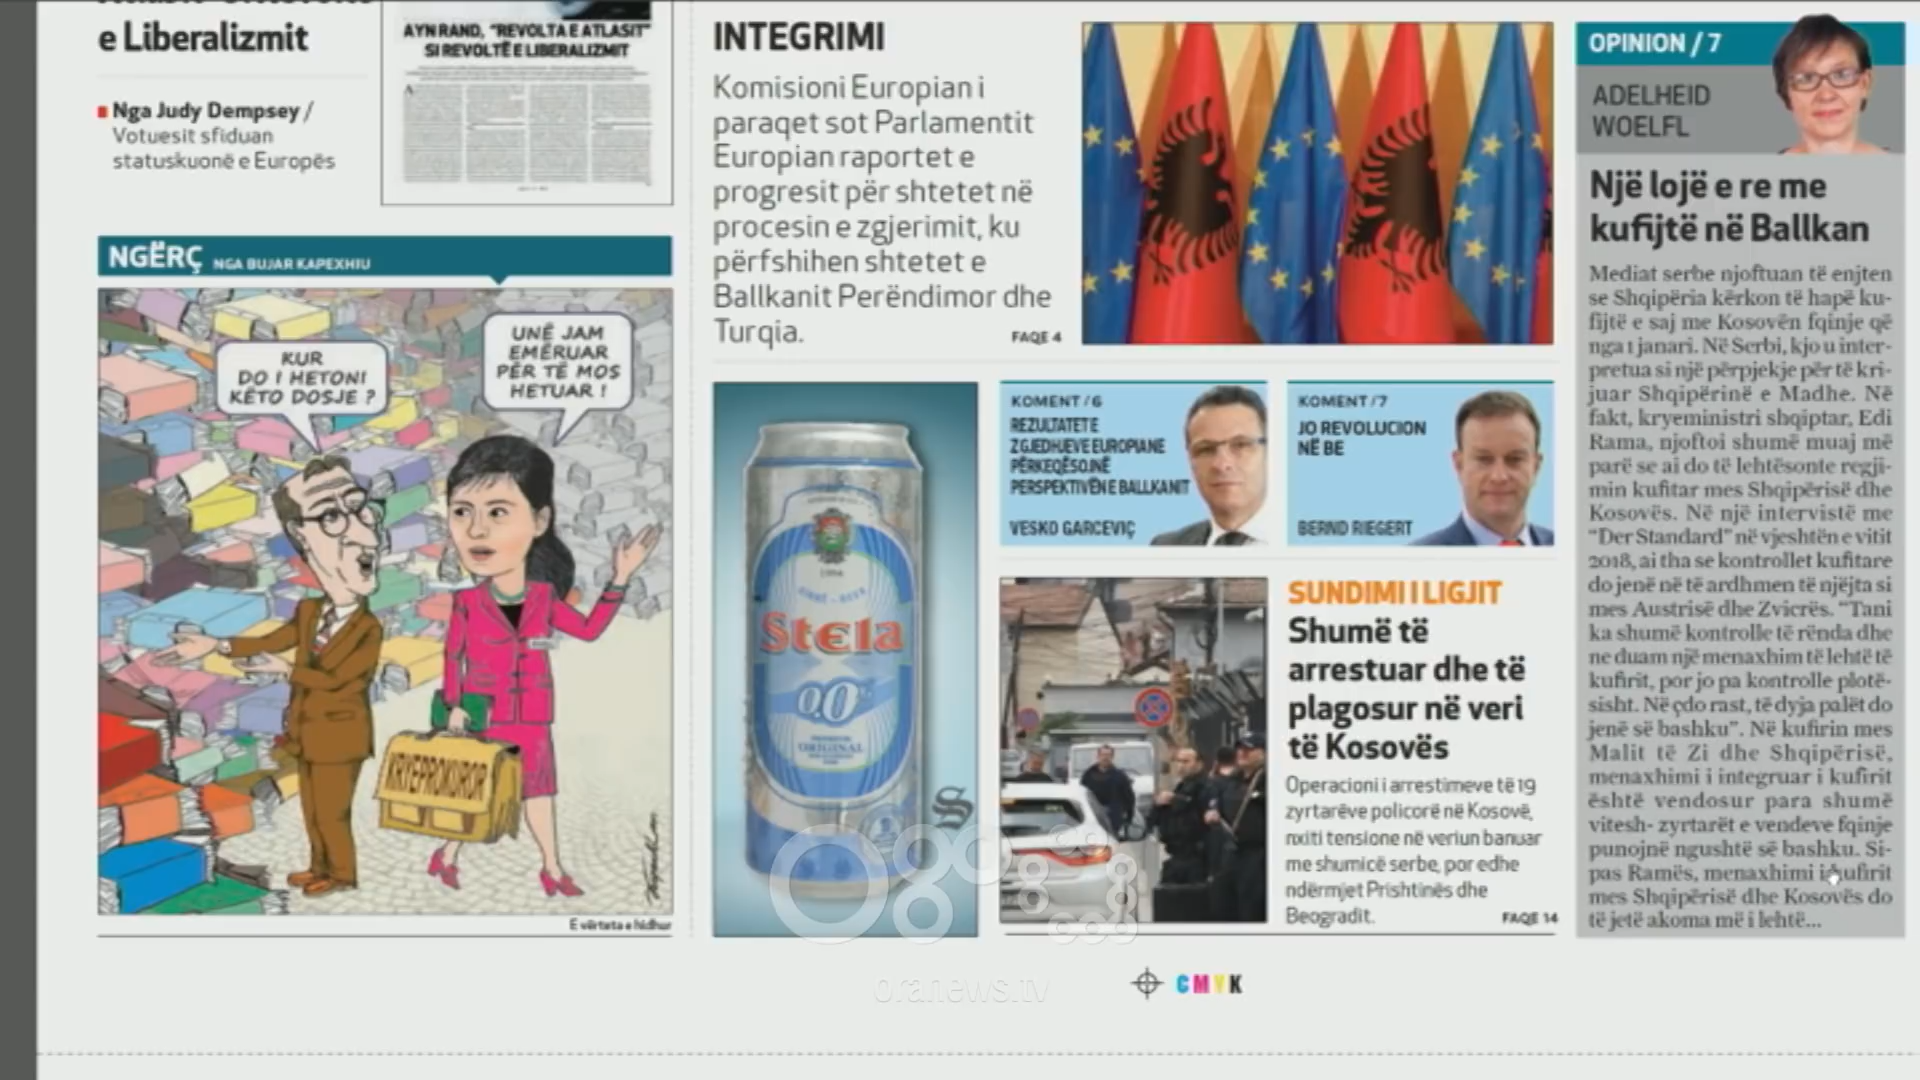 e Liberalizmit
Nga Judy Dempsey /
Votuesit sfiduan
statuskuonë e Europës
AYN RAND, "REVOLTA E ATLASIT"
SI REVOLTË E LIBERALIZMIT
NGËRÇ NGA BUJAR KAPEXHIU
KUR
DO I HETONI
KËTO DOSJE ?
UNË JAM
EMËRUAR
PËR TË MOS
HETUAR !
KRYEPROKUROR
E vërteta e hidhur
INTEGRIMI
Komisioni Europian i
paraqet sot Parlamentit
Europian raportet e
progresit për shtetet në
procesin e zgjerimit, ku
përfshihen shtetet e
Ballkanit Perëndimor dhe
Turqia.
FAQE 4
Stela
0.0%
ORIGINAL
KOMENT /6
REZULTATET E
ZGJEDHJEVE EUROPIANE
PËRKEQËSOJNË
PERSPEKTIVËN E BALLKANIT
VESKO GARCEVIÇ
KOMENT /7
JO REVOLUCION
NË BE
BERND RIEGERT
SUNDIMI I LIGJIT
Shumë të
arrestuar dhe të
plagosur në veri
të Kosovës
Operacioni i arrestimeve të 19
zyrtarëve policorë në Kosovë,
nxiti tensione në veriun banuar
me shumicë serbe, por edhe
ndërmjet Prishtinës dhe
Beogradit.
FAQE 14
OPINION / 7
ADELHEID
WOELFL
Një lojë e re me
kufijtë në Ballkan
Mediat serbe njoftuan të enjten
se Shqipëria kërkon të hapë ku-
fijtë e saj me Kosovën fqinje që
nga 1 janari. Në Serbi, kjo u inter-
pretua si një përpjekje për të kri-
juar Shqipërinë e Madhe. Në
fakt, kryeministri shqiptar, Edi
Rama, njoftoi shumë muaj më
parë se ai do të lehtësonte regji-
min kufitar mes Shqipërisë dhe
Kosovës. Në një intervistë me
"Der Standard" në vjeshtën e vitit
2018, ai tha se kontrollet kufitare
do jenë në të ardhmen të njëjta si
mes Austrisë dhe Zvicrës. "Tani
ka shumë kontrolle të rënda dhe
ne duam një menaxhim të lehtë të
kufirit, por jo pa kontrolle plotë-
sisht. Në çdo rast, të dyja palët do
jenë së bashku". Në kufirin mes
Malit të Zi dhe Shqipërisë,
menaxhimi i integruar i kufirit
është vendosur para shumë
vitesh- zyrtarët e vendeve fqinje
punojnë ngushtë së bashku. Si-
pas Ramës, menaxhimi i kufirit
mes Shqipërisë dhe Kosovës do
të jetë akoma më i lehtë...
oranews.tv
CMYK